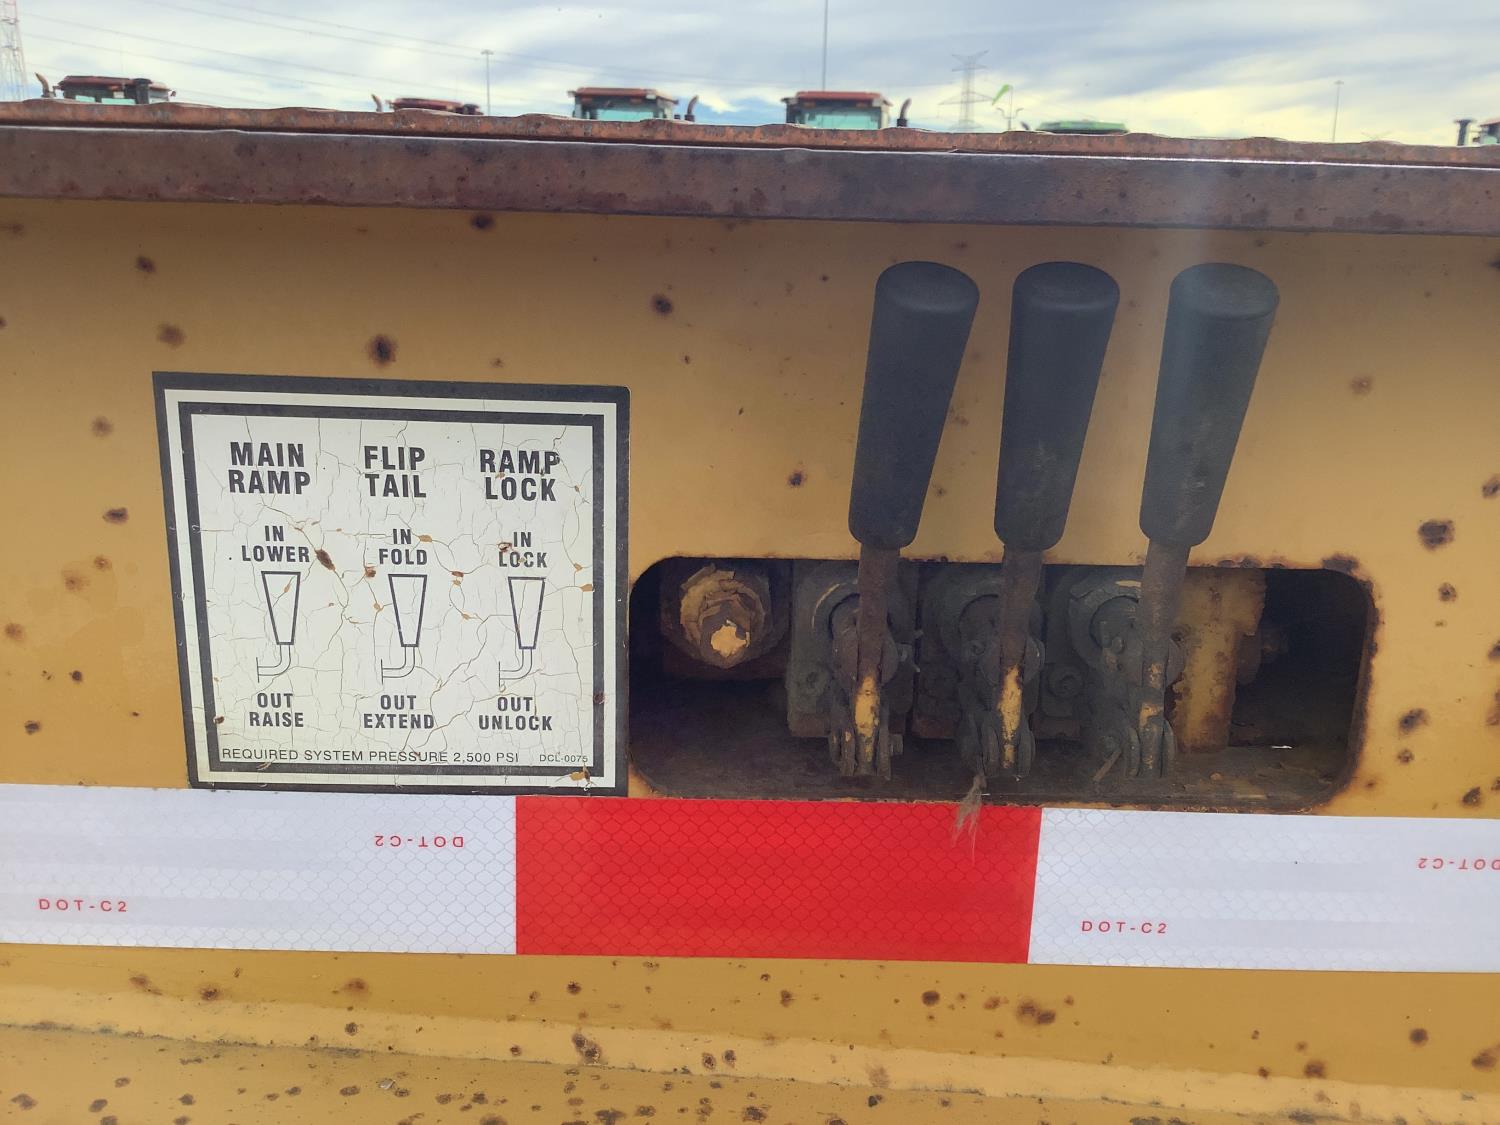 MAIN
RAMP
FLIP
TAIL
RAMP
LOCK
IN
LOWER
IN
FOLD
IN
LOCK
OUT
RAISE
OUT
EXTEND
OUT
UNLOCK
REQUIRED SYSTEM PRESSURE 2,500 PSI DCL-0075
DOT-C2
DOT-C2
DOT-C2
DOT-C2